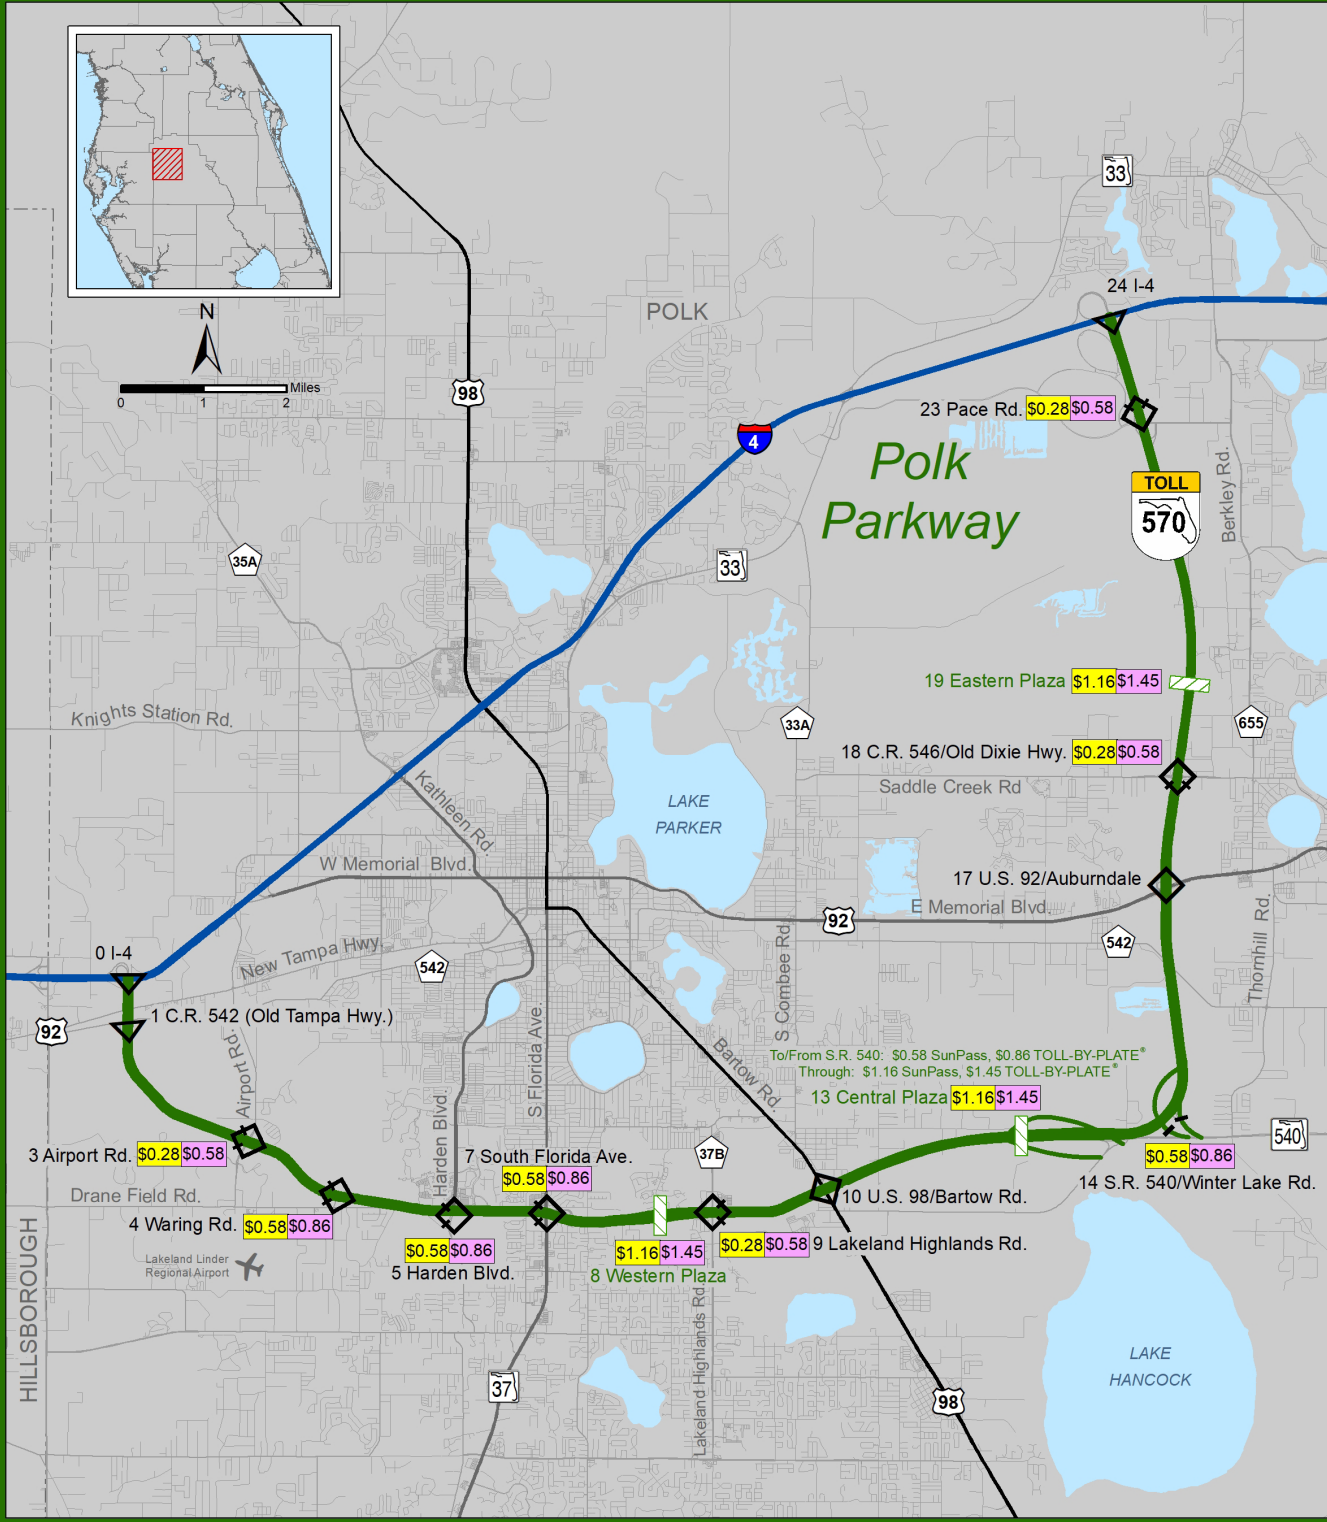 33
24 I-4
N
POLK
Miles
0 1 2
98
23 Pace Rd. $0.28 $0.58
4
Polk
Parkway
TOLL
570
Berkley Rd.
35A
33
19 Eastern Plaza $1.16 $1.45
Knights Station Rd.
33A
655
18 C.R. 546/Old Dixie Hwy. $0.28 $0.58
Saddle Creek Rd
Kathleen Rd.
LAKE
PARKER
W Memorial Blvd.
17 U.S. 92/Auburndale
E Memorial Blvd.
92
Thornhill Rd.
0 I-4
New Tampa Hwy.
542
542
S Combee Rd
1 C.R. 542 (Old Tampa Hwy.)
92
Airport Rd.
S Florida Ave.
Bartow Rd.
To/From S.R. 540: $0.58 SunPass, $0.86 TOLL-BY-PLATE®
Through: $1.16 SunPass, $1.45 TOLL-BY-PLATE®
13 Central Plaza $1.16 $1.45
Harden Blvd.
540
3 Airport Rd. $0.28 $0.58
7 South Florida Ave.
$0.58 $0.86
37B
$0.58 $0.86
14 S.R. 540/Winter Lake Rd.
Drane Field Rd.
10 U.S. 98/Bartow Rd.
4 Waring Rd. $0.58 $0.86
$0.58 $0.86
5 Harden Blvd.
$1.16 $1.45
8 Western Plaza
$0.28 $0.58 9 Lakeland Highlands Rd.
Lakeland Linder
Regional Airport
HILLSBOROUGH
Lakeland Highlands Rd.
37
98
LAKE
HANCOCK